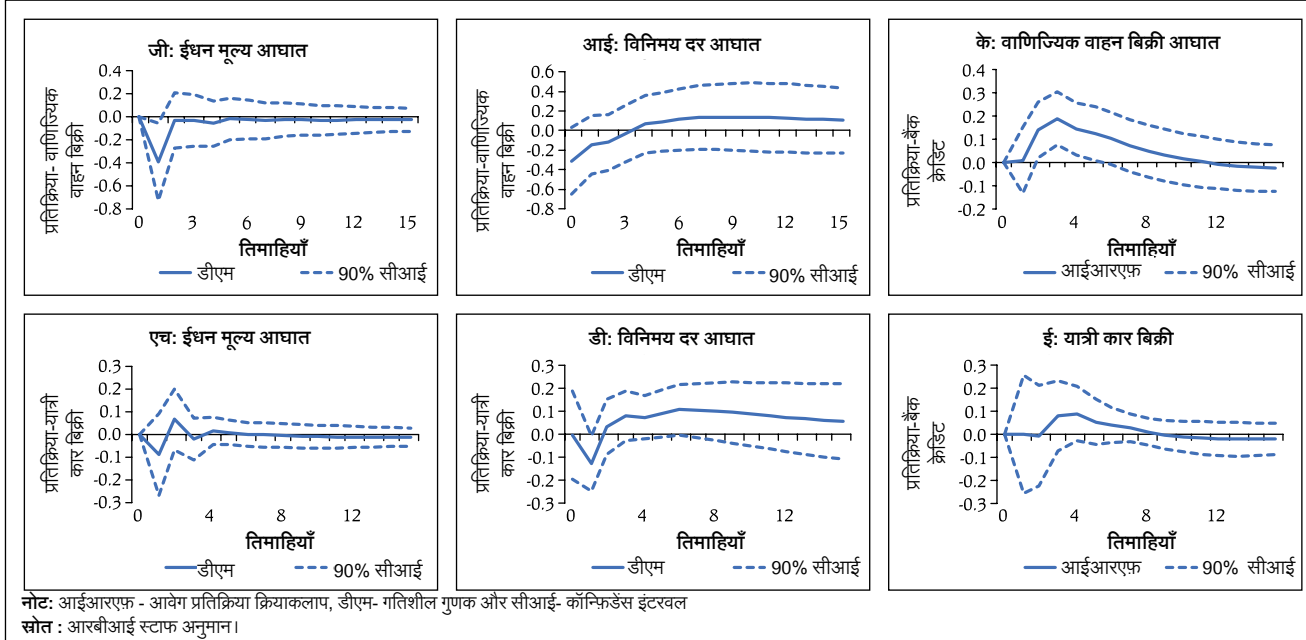 जी: ईधन मूल्य आघात
प्रतिक्रिया- वाणिज्यिक
वाहन बिक्री
0.4
0.2
0.0
-0.2
-0.4
-0.6
-0.8
0 3 6 9 12 15
तिमाहियाँ
डीएम 90% सीआई
आई: विनिमय दर आघात
प्रतिक्रिया-वाणिज्यिक
वाहन बिक्री
0.6
0.4
0.2
0.0
-0.2
-0.4
-0.6
-0.8
0 3 6 9 12 15
तिमाहियाँ
डीएम 90% सीआई
के: वाणिज्यिक वाहन बिक्री आघात
प्रतिक्रिया-बैंक
क्रेडिट
0.4
0.3
0.2
0.1
0.0
-0.1
-0.2
0 4 8 12
तिमाहियाँ
आईआरएफ़ 90% सीआई
एच: ईधन मूल्य आघात
प्रतिक्रिया-यात्री
कार बिक्री
0.3
0.2
0.1
0.0
-0.1
-0.2
-0.3
0 4 8 12
तिमाहियाँ
डीएम 90% सीआई
डी: विनिमय दर आघात
प्रतिक्रिया-यात्री
कार बिक्री
0.3
0.2
0.1
0.0
-0.1
-0.2
-0.3
0 4 8 12
तिमाहियाँ
डीएम 90% सीआई
ई: यात्री कार बिक्री
प्रतिक्रिया-बैंक
क्रेडिट
0.3
0.2
0.1
0.0
-0.1
-0.2
-0.3
0 4 8 12
तिमाहियाँ
आईआरएफ़ 90% सीआई
नोट: आईआरएफ़ - आवेग प्रतिक्रिया क्रियाकलाप, डीएम- गतिशील गुणक और सीआई- कॉन्फ़िडेंस इंटरवल
स्रोत : आरबीआई स्टाफ अनुमान।